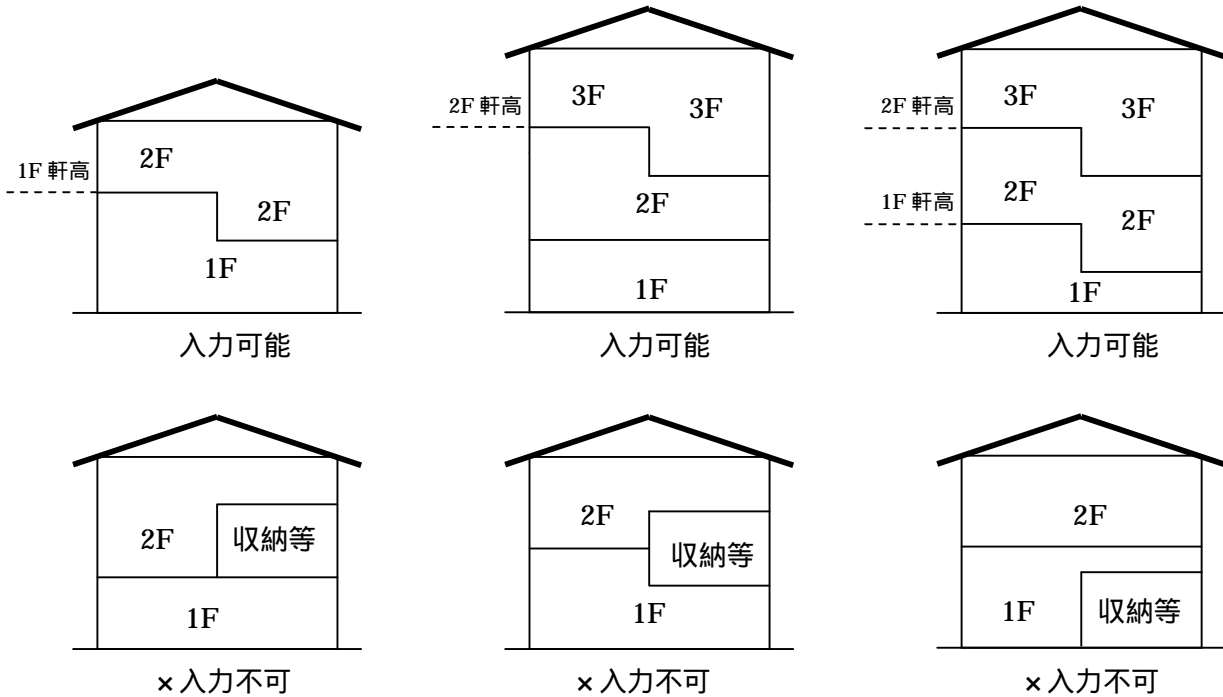 1F 軒高
2F
2F
1F
入力可能
2F 軒高
3F
3F
2F
1F
入力可能
2F 軒高
1F 軒高
3F
3F
2F
2F
1F
入力可能
2F
収納等
1F
×入力不可
2F
収納等
1F
×入力不可
2F
1F
収納等
×入力不可